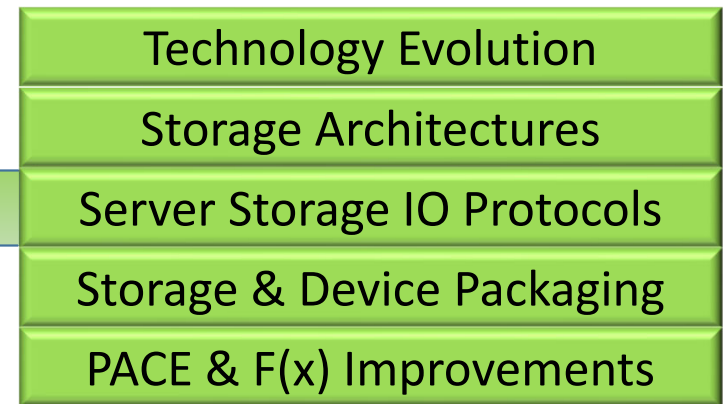 Technology Evolution
Storage Architectures
Server Storage IO Protocols
Storage & Device Packaging
PACE & F(x) Improvements